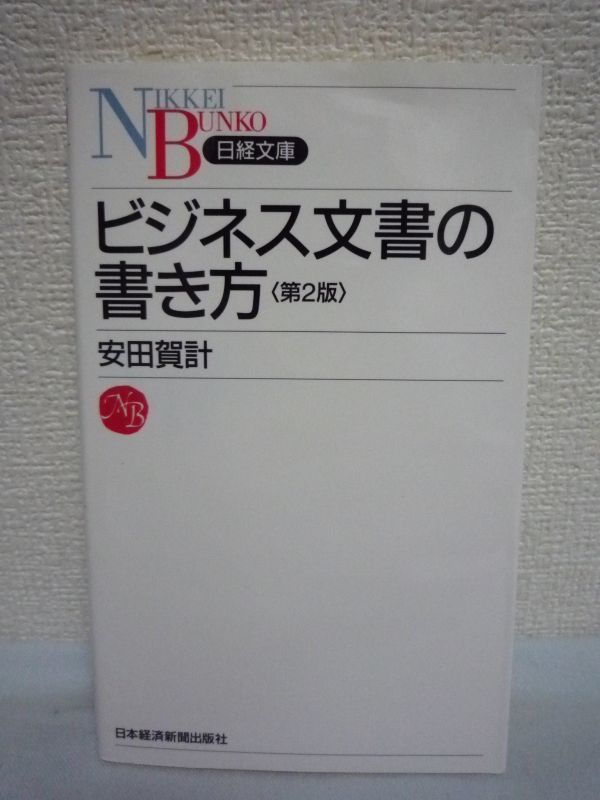 NIKKEI
BUNKO
日経文庫
ビジネス文書の
書き方〈第2版〉
安田賀計
NB
日本経済新聞出版社